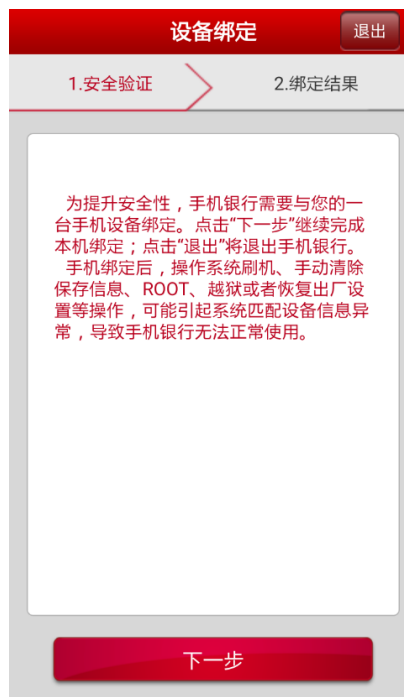 设备绑定
退出
1.安全验证
2.绑定结果
为提升安全性，手机银行需要与您的一
台手机设备绑定。点击“下一步”继续完成
本机绑定；点击“退出”将退出手机银行。
手机绑定后，操作系统刷机、手动清除
保存信息、ROOT、越狱或者恢复出厂设
置等操作，可能引起系统匹配设备信息异
常，导致手机银行无法正常使用。
下一步